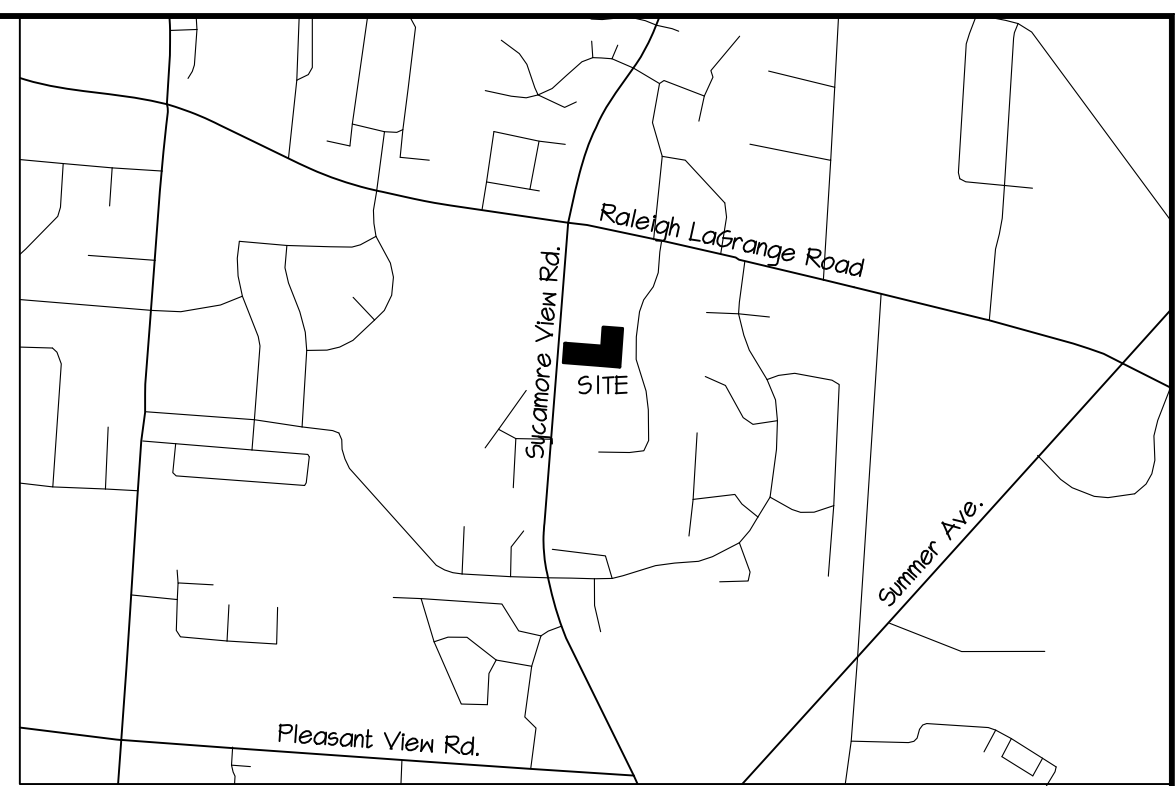 Raleigh LaGrange Road
Sycamore View Rd.
SITE
Summer Ave.
Pleasant View Rd.